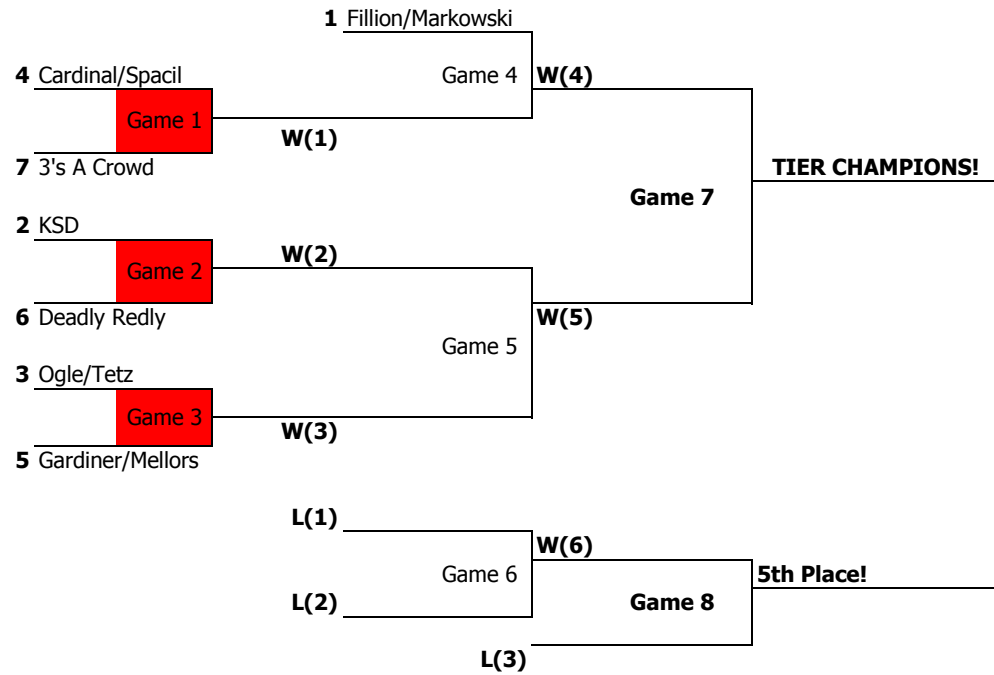 1 Fillion/Markowski
4 Cardinal/Spacil
Game 4
W(4)
Game 1
W(1)
7 3's A Crowd
TIER CHAMPIONS!
Game 7
2 KSD
W(2)
Game 2
6 Deadly Redly
W(5)
Game 5
3 Ogle/Tetz
Game 3
W(3)
5 Gardiner/Mellors
L(1)
W(6)
Game 6
5th Place!
L(2)
Game 8
L(3)